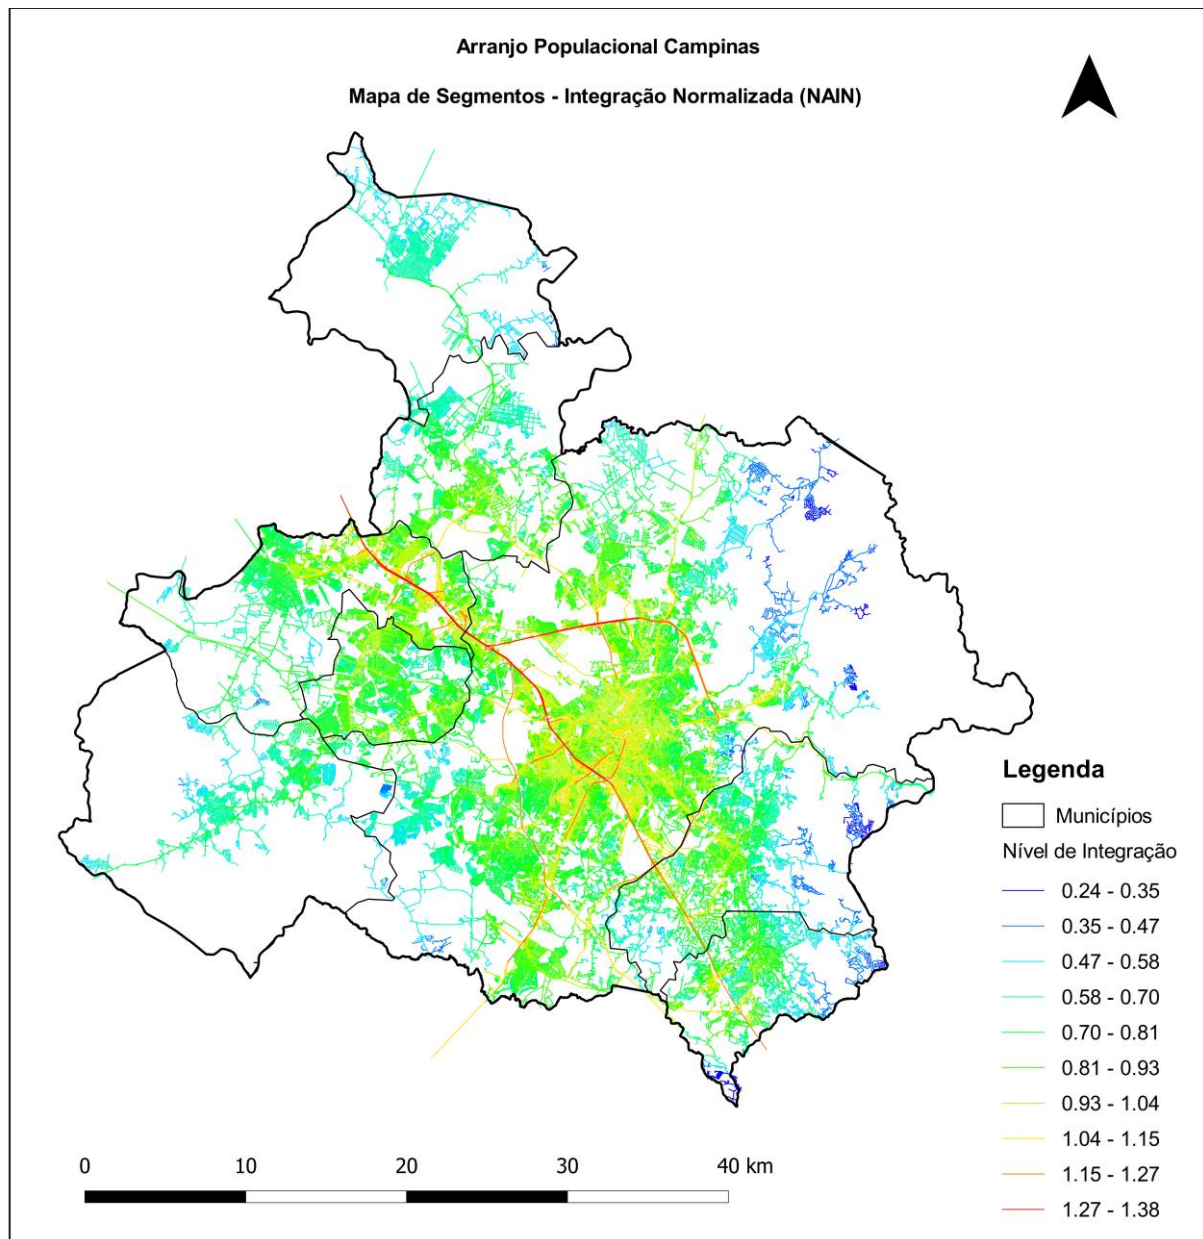 Arranjo Populacional Campinas
Mapa de Segmentos - Integração Normalizada (NAIN)
Legenda
Municípios
Nível de Integração
0.24 - 0.35
0.35 - 0.47
0.47 - 0.58
0.58 - 0.70
0.70 - 0.81
0.81 - 0.93
0.93 - 1.04
1.04 - 1.15
1.15 - 1.27
1.27 - 1.38
0 10 20 30 40 km